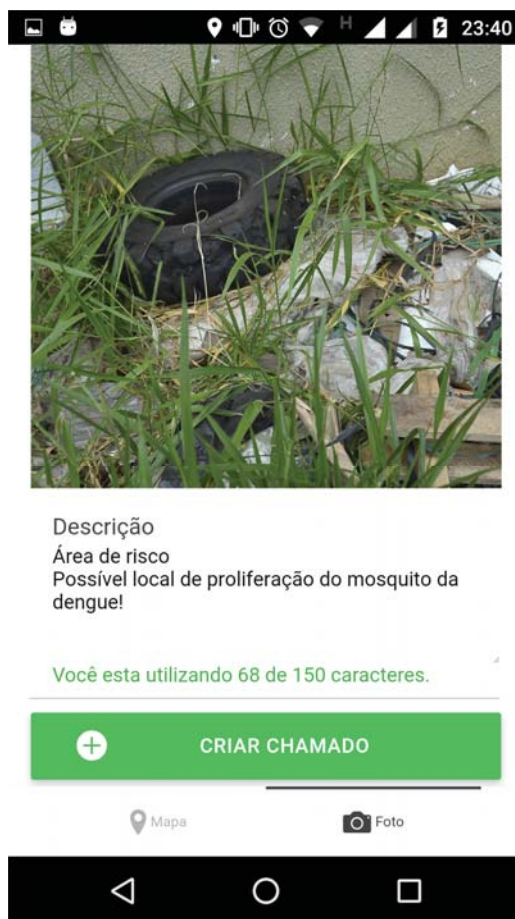 H 23:40
Descrição
Área de risco
Possível local de proliferação do mosquito da
dengue!
Você esta utilizando 68 de 150 caracteres.
CRIAR CHAMADO
Mapa
Foto